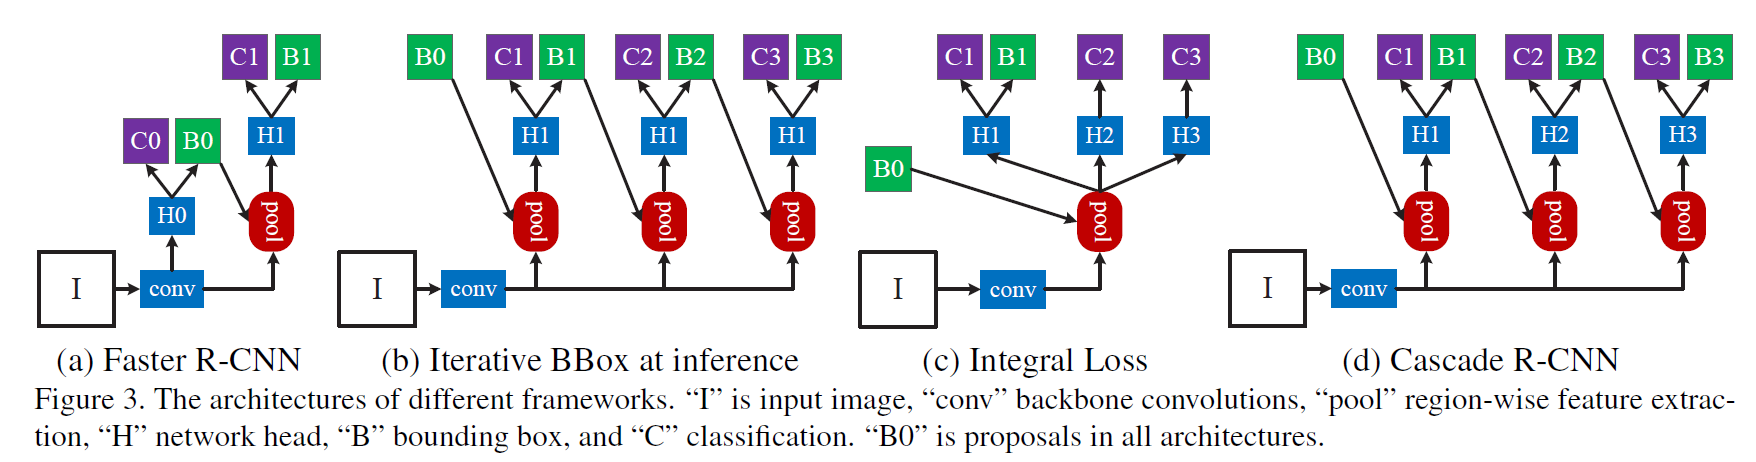 C1 B1
C0 B0 H1
H0 pool
I conv
(a) Faster R-CNN
B0 C1 B1 C2 B2 C3 B3
H1 H1 H1
pool pool pool
I conv
(b) Iterative BBox at inference
C1 B1 C2 C3
H1 H2 H3
B0
pool
I conv
(c) Integral Loss
B0 C1 B1 C2 B2 C3 B3
H1 H2 H3
pool pool pool
I conv
(d) Cascade R-CNN
Figure 3. The architectures of different frameworks. “I” is input image, “conv” backbone convolutions, “pool” region-wise feature extrac-
tion, “H” network head, “B” bounding box, and “C” classification. “B0” is proposals in all architectures.